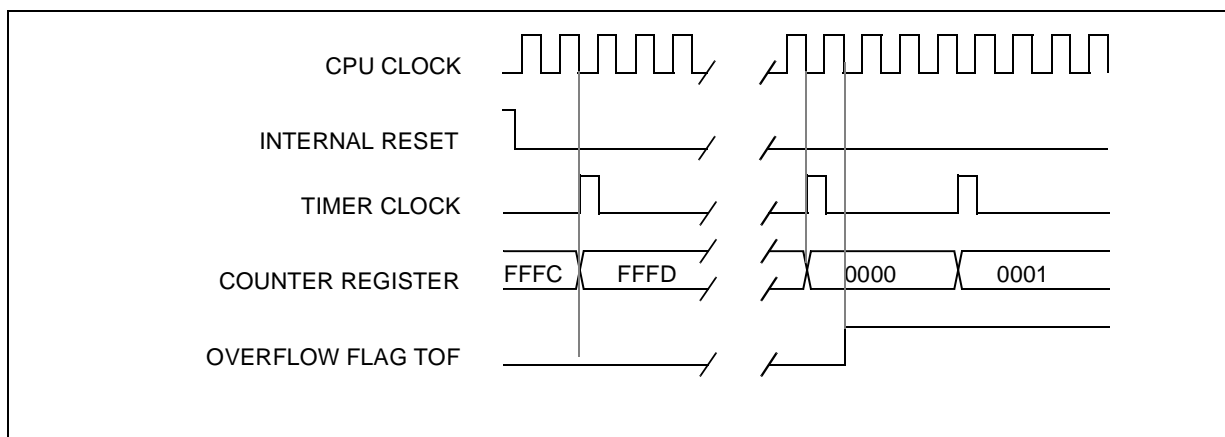 CPU CLOCK
INTERNAL RESET
TIMER CLOCK
COUNTER REGISTER
FFFC
FFFD
0000
0001
OVERFLOW FLAG TOF